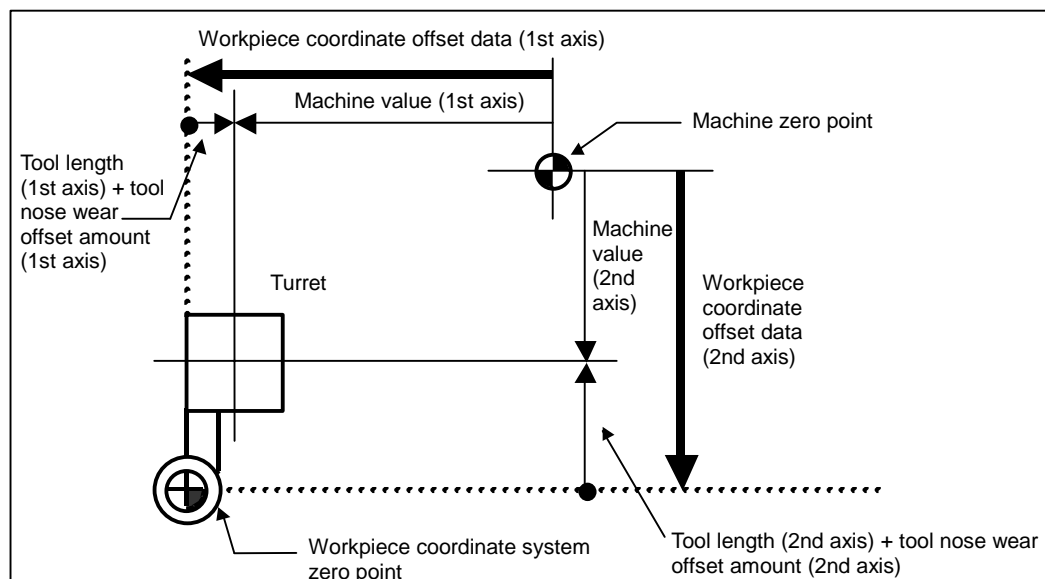 Workpiece coordinate offset data (1st axis)
Machine value (1st axis)
Machine zero point
Tool length
(1st axis) + tool
nose wear
offset amount
(1st axis)
Machine
value
(2nd
axis)
Workpiece
coordinate
offset data
(2nd axis)
Turret
Workpiece coordinate system
zero point
Tool length (2nd axis) + tool nose wear
offset amount (2nd axis)